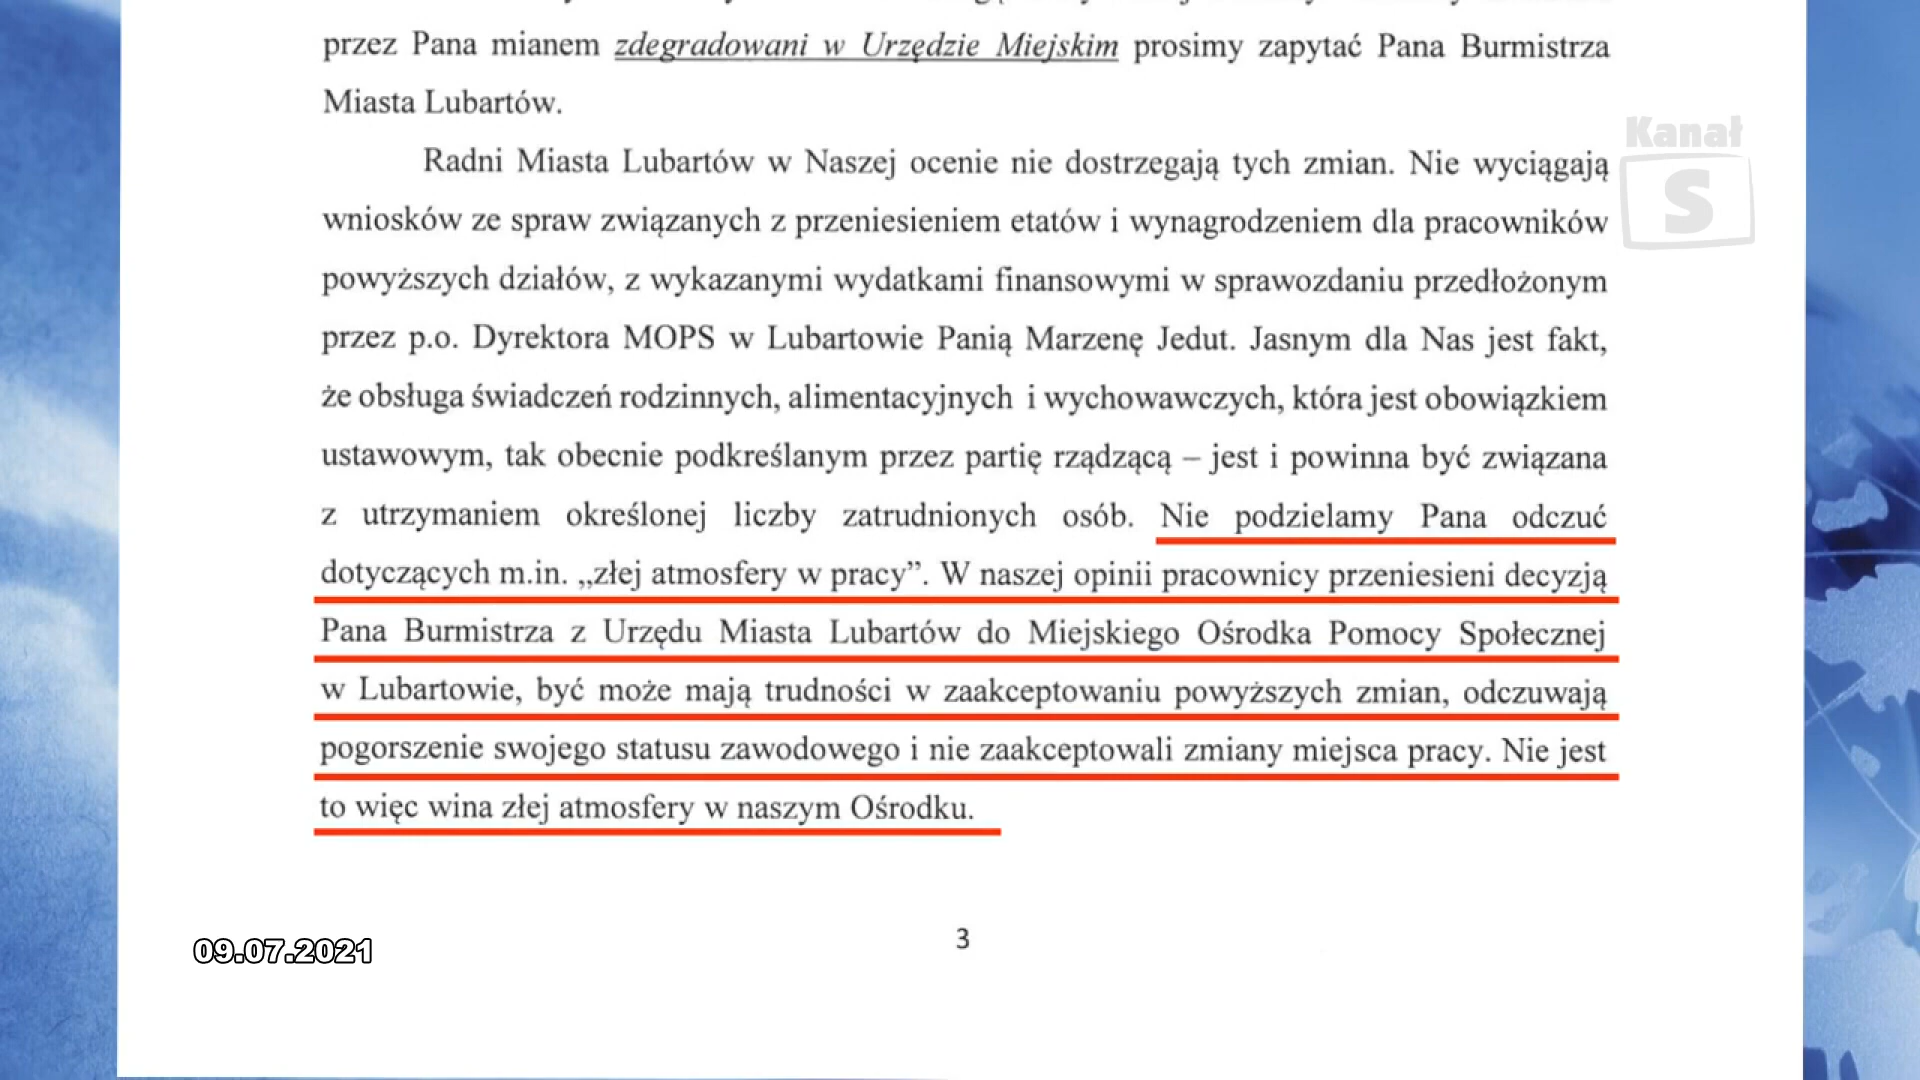 przez Pana mianem zdegradowani w Urzędzie Miejskim prosimy zapytać Pana Burmistrza
Miasta Lubartów.
Radni Miasta Lubartów w Naszej ocenie nie dostrzegają tych zmian. Nie wyciągają
wniosków ze spraw związanych z przeniesieniem etatów i wynagrodzeniem dla pracowników
powyższych działów, z wykazanymi wydatkami finansowymi w sprawozdaniu przedłożonym
przez p.o. Dyrektora MOPS w Lubartowie Panią Marzenę Jedut. Jasnym dla Nas jest fakt,
że obsługa świadczeń rodzinnych, alimentacyjnych i wychowawczych, która jest obowiązkiem
ustawowym, tak obecnie podkreślanym przez partię rządzącą – jest i powinna być związana
z utrzymaniem określonej liczby zatrudnionych osób. Nie podzielamy Pana odczuć
dotyczących m.in. „złej atmosfery w pracy”. W naszej opinii pracownicy przeniesieni decyzją
Pana Burmistrza z Urzędu Miasta Lubartów do Miejskiego Ośrodka Pomocy Społecznej
w Lubartowie, być może mają trudności w zaakceptowaniu powyższych zmian, odczuwają
pogorszenie swojego statusu zawodowego i nie zaakceptowali zmiany miejsca pracy. Nie jest
to więc wina złej atmosfery w naszym Ośrodku.
3
09.07.2021
Kanał
S